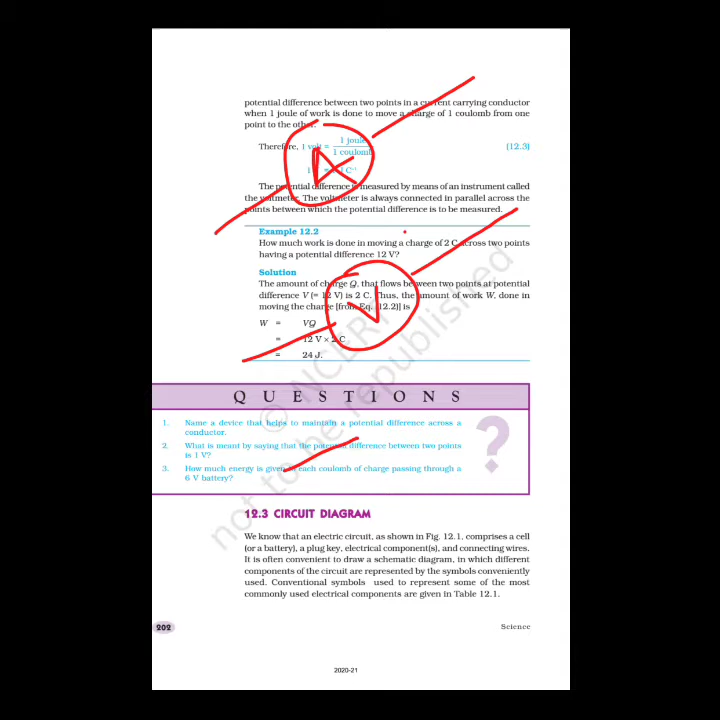 potential difference between two points in a current carrying conductor
when 1 joule of work is done to move a charge of 1 coulomb from one
point to the other.
Therefore, 1 volt = 1 joule / 1 coulomb (12.3)
1 = C⁻¹
The potential difference is measured by means of an instrument called
the voltmeter. The voltmeter is always connected in parallel across the
points between which the potential difference is to be measured.
Example 12.2
How much work is done in moving a charge of 2 C across two points
having a potential difference 12 V?
Solution
The amount of charge Q, that flows between two points at potential
difference V (= 12 V) is 2 C. Thus, the amount of work W, done in
moving the charge [from Eq. (12.2)] is
W = VQ
= 12 V × 2 C
= 24 J.
QUESTIONS
?
1. Name a device that helps to maintain a potential difference across a
conductor.
2. What is meant by saying that the potential difference between two points
is 1 V?
3. How much energy is given to each coulomb of charge passing through a
6 V battery?
12.3 CIRCUIT DIAGRAM
We know that an electric circuit, as shown in Fig. 12.1, comprises a cell
(or a battery), a plug key, electrical component(s), and connecting wires.
It is often convenient to draw a schematic diagram, in which different
components of the circuit are represented by the symbols conveniently
used. Conventional symbols used to represent some of the most
commonly used electrical components are given in Table 12.1.
© NCERT
not to be republished
202
Science
2020-21
K
V